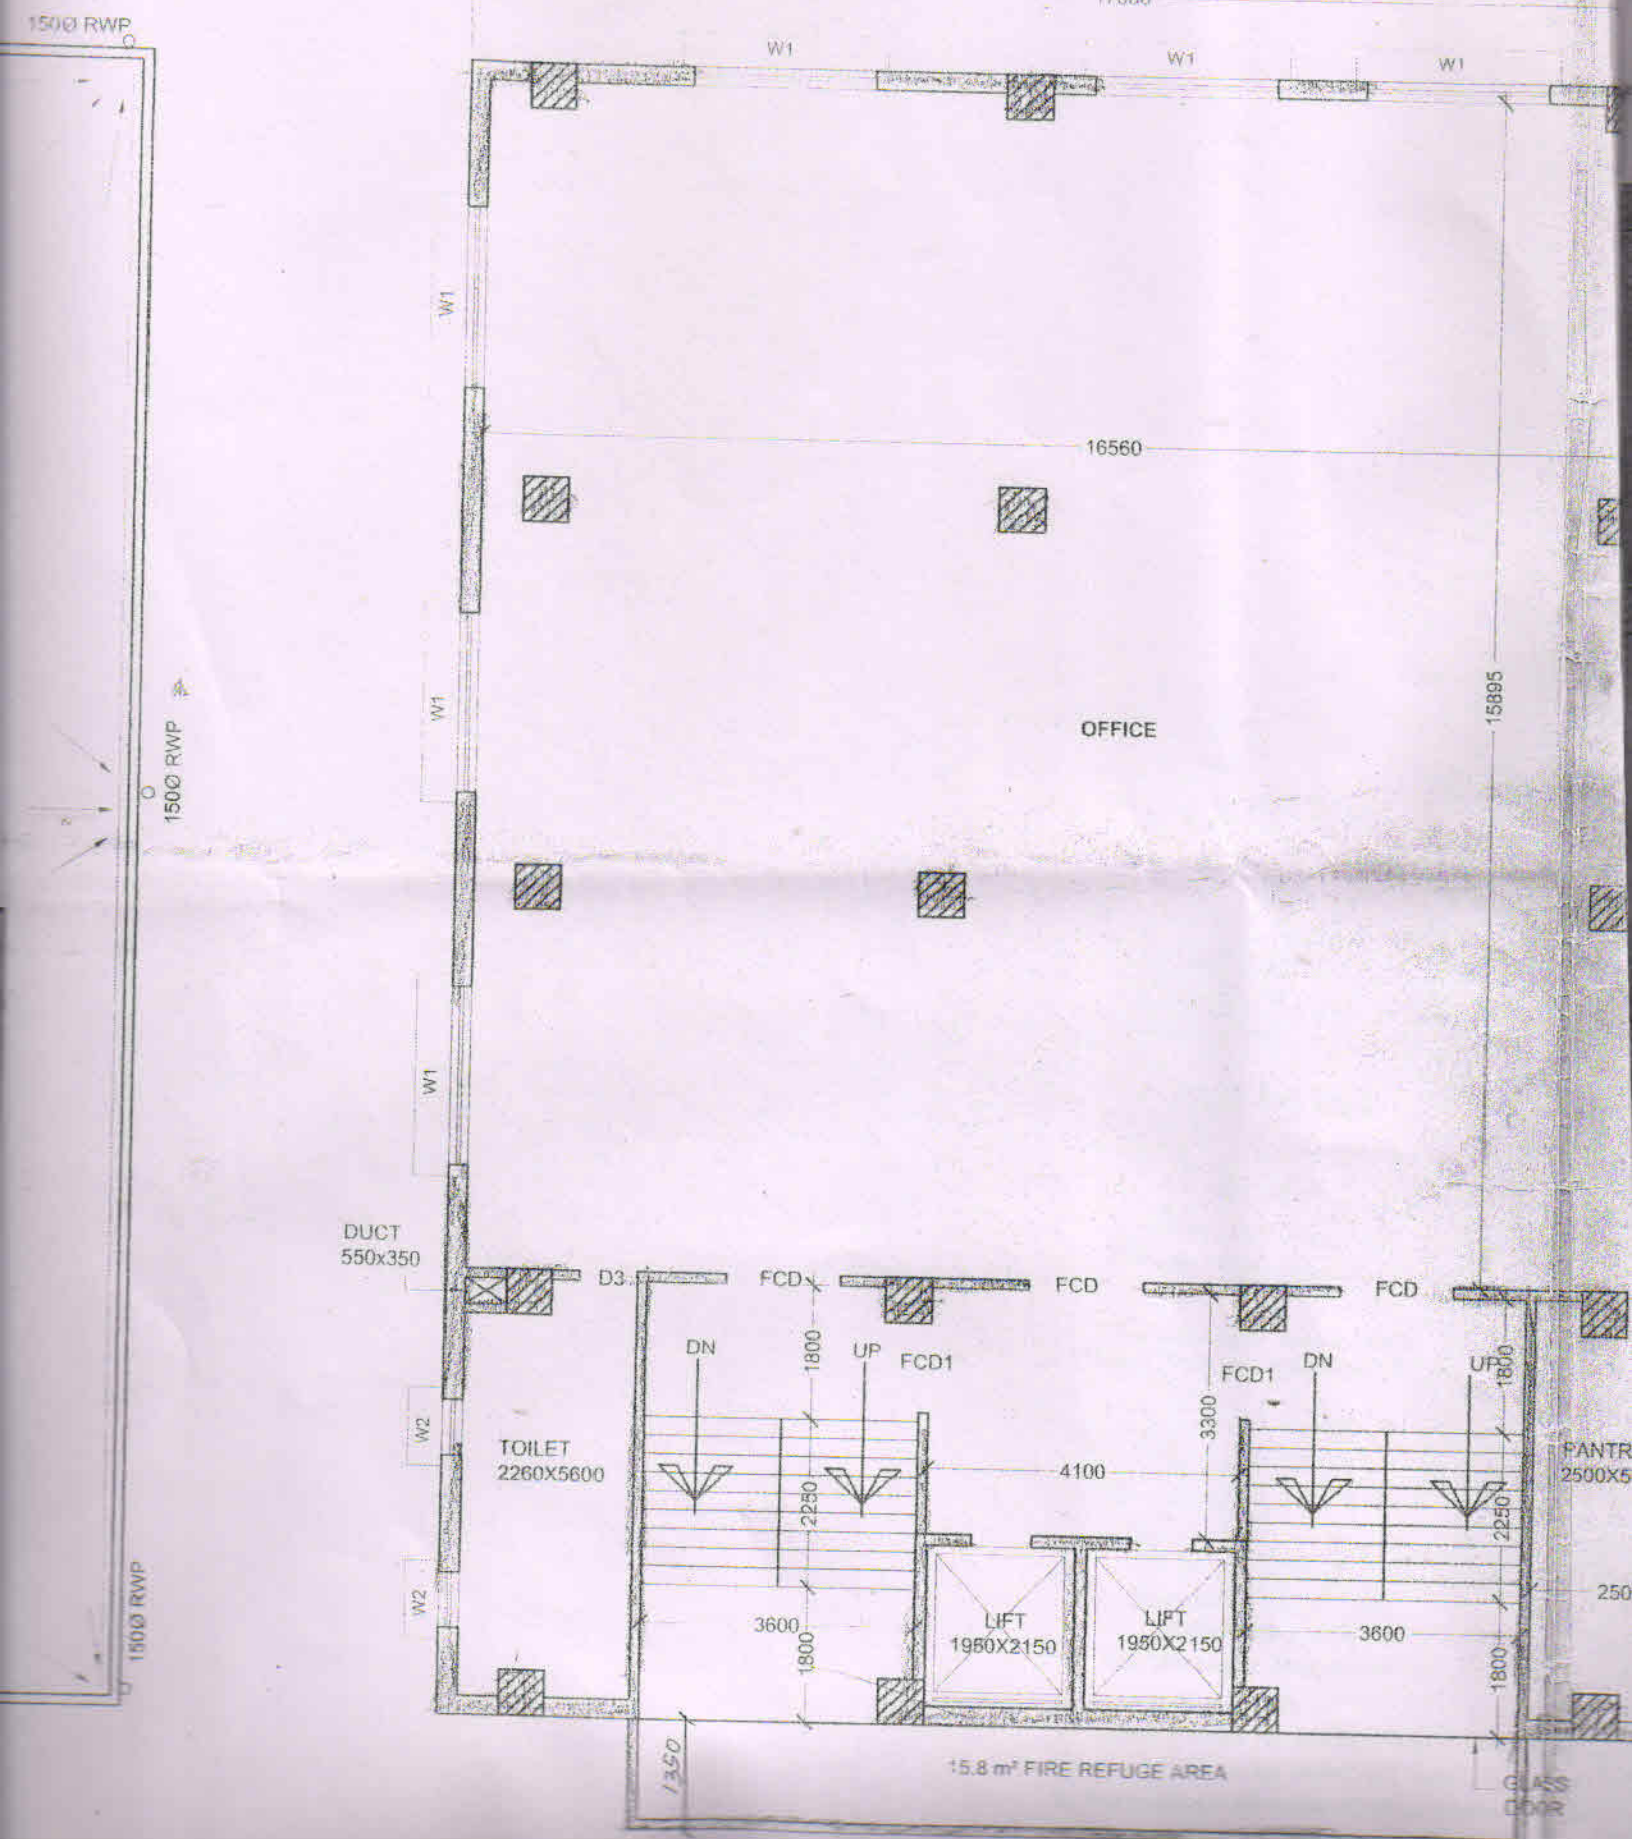 150Ø RWP
W1
W1
W1
W1
16560
W1
150Ø RWP
OFFICE
15895
W1
DUCT
550x350
D3
FCD
FCD
FCD
DN
1800
UP
FCD1
FCD1
DN
UP
1800
3300
W2
TOILET
2260X5600
4100
PANTR
2500X5
2250
2250
W2
150Ø RWP
3600
LIFT
1950X2150
LIFT
1950X2150
3600
250
1800
1800
1350
15.8 m² FIRE REFUGE AREA
GLASS
DOOR